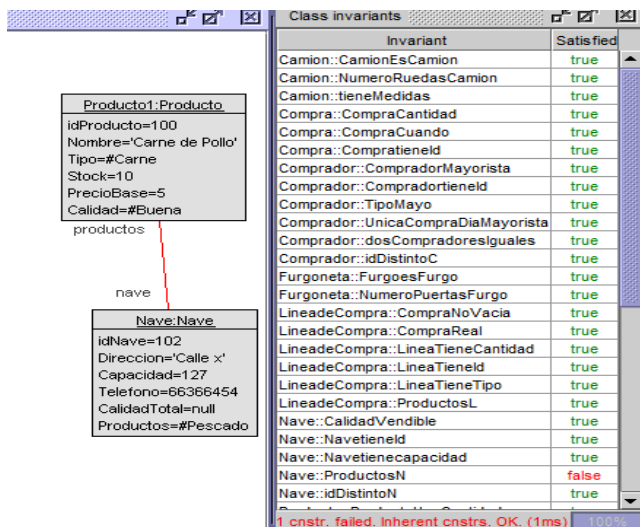 Producto1:Producto
idProducto=100
Nombre='Carne de Pollo'
Tipo=#Carne
Stock=10
PrecioBase=5
Calidad=#Buena
productos
nave
Nave:Nave
idNave=102
Direccion='Calle x'
Capacidad=127
Telefono=66366454
CalidadTotal=null
Productos=#Pescado
Class invariants
Invariant Satisfied
Camion::CamionEsCamion true
Camion::NumeroRuedasCamion true
Camion::tieneMedidas true
Compra::CompraCantidad true
Compra::CompraCuando true
Compra::CompratieneId true
Comprador::CompradorMayorista true
Comprador::CompradortieneId true
Comprador::TipoMayo true
Comprador::UnicaCompraDiaMayorista true
Comprador::dosCompradoresIguales true
Comprador::idDistintoC true
Furgoneta::FurgoesFurgo true
Furgoneta::NumeroPuertasFurgo true
LineadeCompra::CompraNoVacia true
LineadeCompra::CompraReal true
LineadeCompra::LineaTieneCantidad true
LineadeCompra::LineaTieneId true
LineadeCompra::LineaTieneTipo true
LineadeCompra::ProductosL true
Nave::CalidadVendible true
Nave::NavetieneId true
Nave::Navetienecapacidad true
Nave::ProductosN false
Nave::idDistintoN true
1 cnstr. failed. Inherent cnstrs. OK. (1ms) 100%